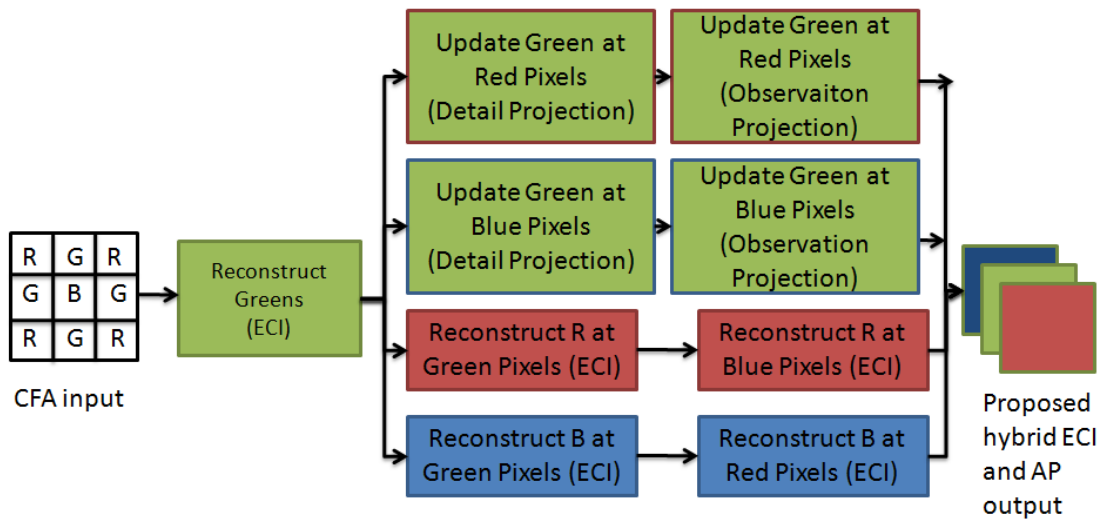 R G R
G B G
R G R
CFA input
Reconstruct
Greens
(ECI)
Update Green at
Red Pixels
(Detail Projection)
Update Green at
Red Pixels
(Observaiton
Projection)
Update Green at
Blue Pixels
(Detail Projection)
Update Green at
Blue Pixels
(Observation
Projection)
Reconstruct R at
Green Pixels (ECI)
Reconstruct R at
Blue Pixels (ECI)
Reconstruct B at
Green Pixels (ECI)
Reconstruct B at
Red Pixels (ECI)
Proposed
hybrid ECI
and AP
output